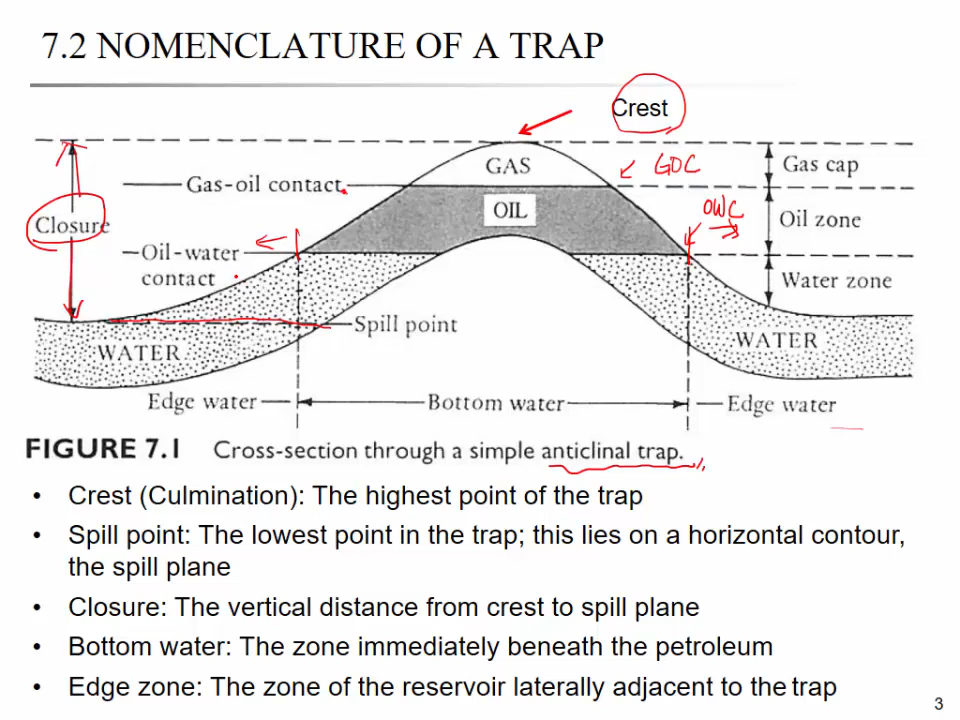 7.2 NOMENCLATURE OF A TRAP
Crest
GAS
GOC
Gas cap
Gas-oil contact
OIL
OWC
Oil zone
Closure
Oil-water
contact
Water zone
Spill point
WATER
WATER
Edge water
Bottom water
Edge water
FIGURE 7.1 Cross-section through a simple anticlinal trap.
• Crest (Culmination): The highest point of the trap
• Spill point: The lowest point in the trap; this lies on a horizontal contour,
the spill plane
• Closure: The vertical distance from crest to spill plane
• Bottom water: The zone immediately beneath the petroleum
• Edge zone: The zone of the reservoir laterally adjacent to the trap
3